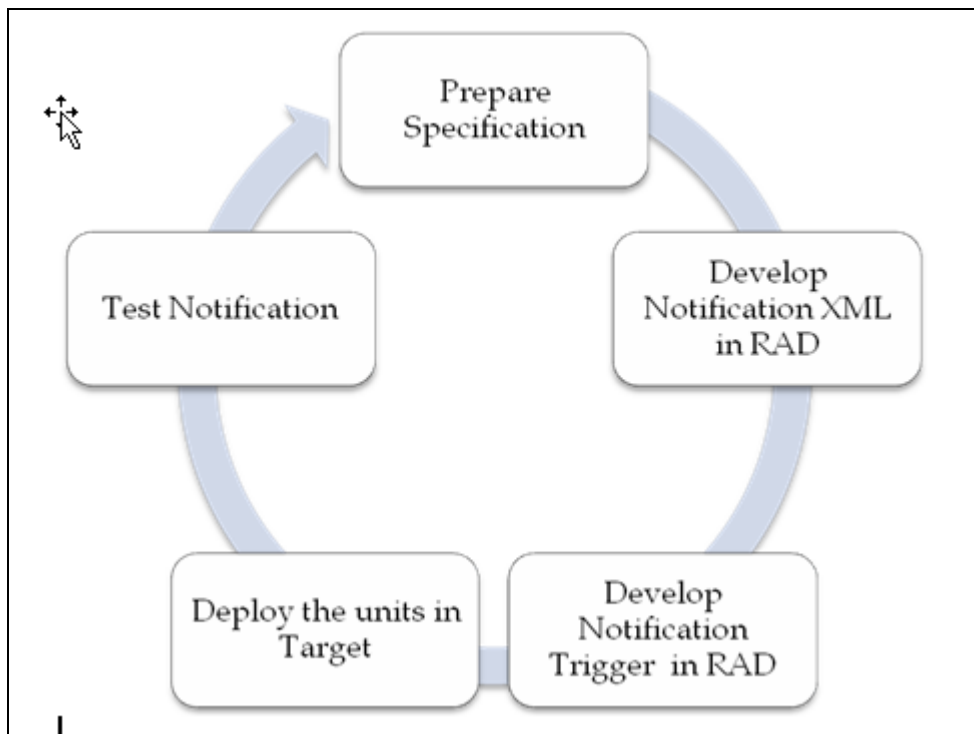 Prepare
Specification
Develop
Notification XML
in RAD
Develop
Notification
Trigger in RAD
Deploy the units in
Target
Test Notification